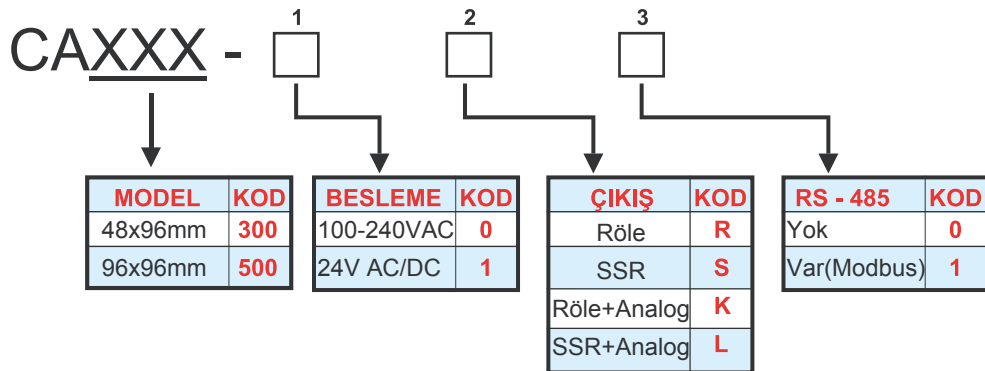 1 2 3
CAXXX -
MODEL KOD
48x96mm 300
96x96mm 500
BESLEME KOD
100-240VAC 0
24V AC/DC 1
ÇIKIŞ KOD
Röle R
SSR S
Röle+Analog K
SSR+Analog L
RS - 485 KOD
Yok 0
Var(Modbus) 1